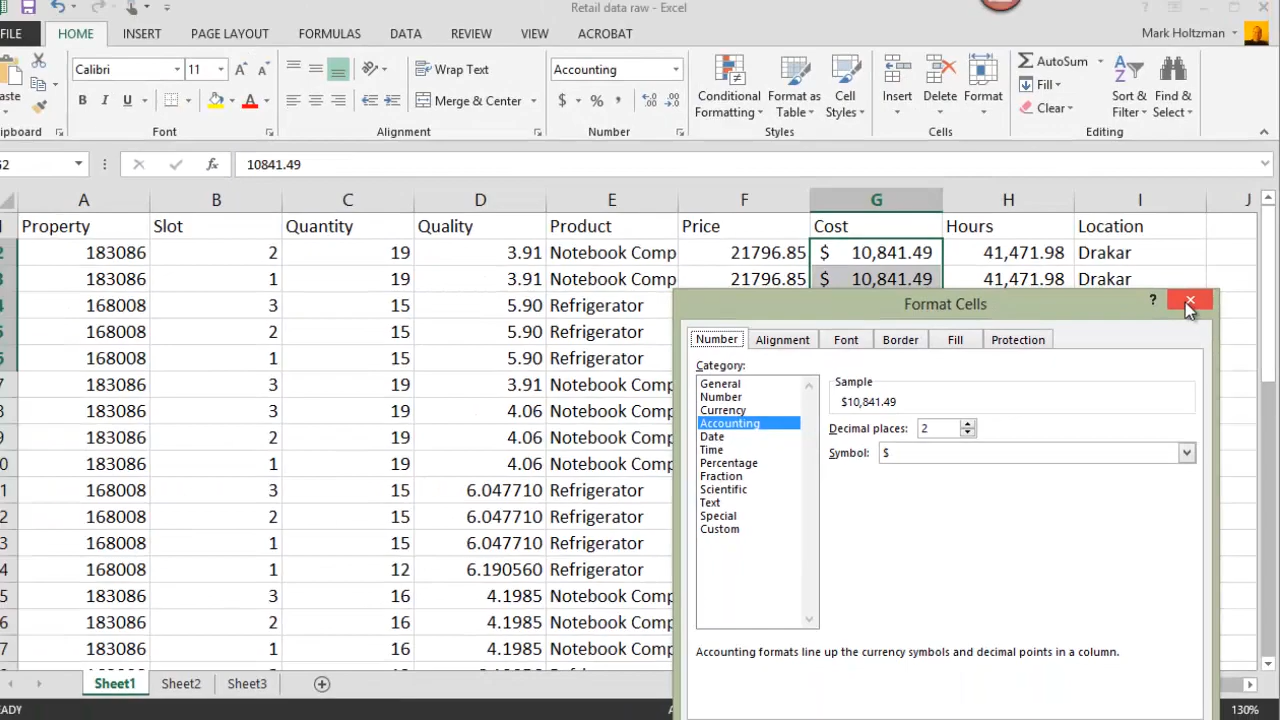 Retail data raw - Excel
FILE HOME INSERT PAGE LAYOUT FORMULAS DATA REVIEW VIEW ACROBAT Mark Holtzman
Calibri 11 Wrap Text Accounting AutoSum
Fill
Merge & Center $ % Conditional Formatting Format as Table Cell Styles Insert Delete Format Clear Sort & Filter Find & Select
Font Alignment Number Styles Cells Editing
10841.49
A B C D E F G H I J
Property Slot Quantity Quality Product Price Cost Hours Location
183086 2 19 3.91 Notebook Comp 21796.85 $ 10,841.49 41,471.98 Drakar
183086 1 19 3.91 Notebook Comp 21796.85 $ 10,841.49 41,471.98 Drakar
168008 3 15 5.90 Refrigerator
168008 2 15 5.90 Refrigerator
168008 1 15 5.90 Refrigerator
183086 3 19 3.91 Notebook Comp
183086 3 19 4.06 Notebook Comp
183086 2 19 4.06 Notebook Comp
183086 1 19 4.06 Notebook Comp
168008 3 15 6.047710 Refrigerator
168008 2 15 6.047710 Refrigerator
168008 1 15 6.047710 Refrigerator
168008 1 12 6.190560 Refrigerator
183086 3 16 4.1985 Notebook Comp
183086 2 16 4.1985 Notebook Comp
183086 1 16 4.1985 Notebook Comp
Format Cells
Number Alignment Font Border Fill Protection
Category:
General
Number
Currency
Accounting
Date
Time
Percentage
Fraction
Scientific
Text
Special
Custom
Sample
$10,841.49
Decimal places: 2
Symbol: $
Accounting formats line up the currency symbols and decimal points in a column.
Sheet1 Sheet2 Sheet3
130%